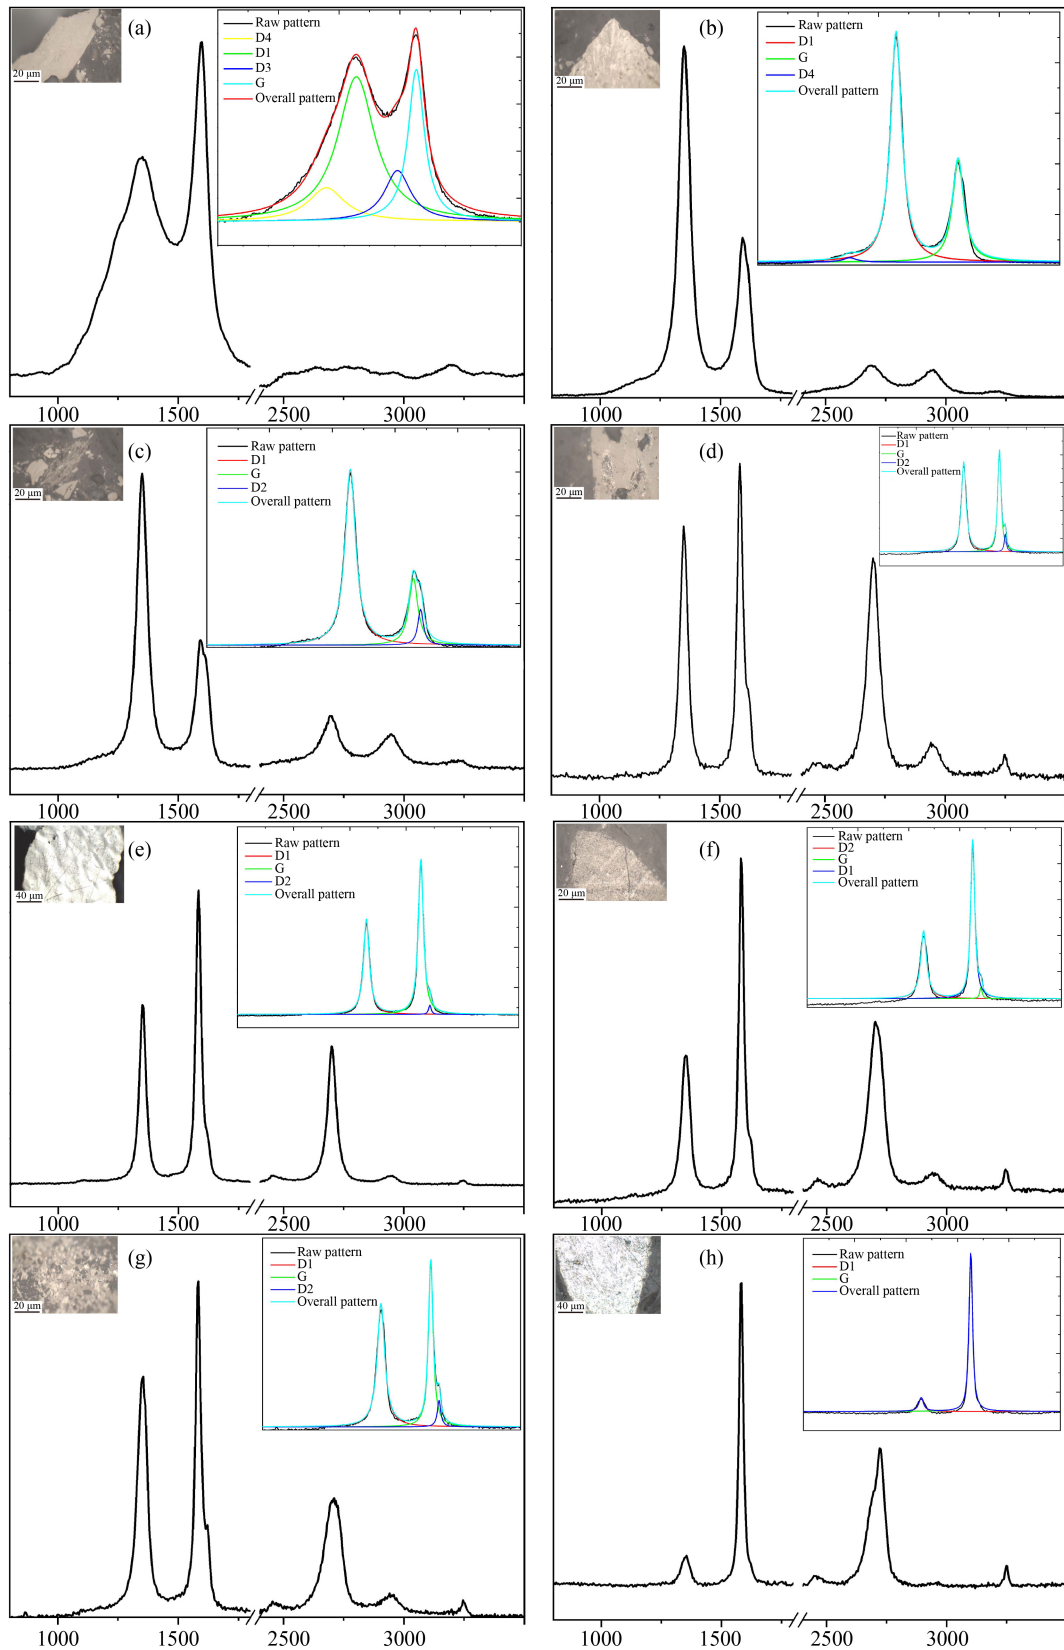 (a)
20 μm
Raw pattern
D4
D1
D3
G
Overall pattern
1000 1500 2500 3000
(b)
20 μm
Raw pattern
D1
G
D4
Overall pattern
1000 1500 2500 3000
(c)
20 μm
Raw pattern
D1
G
D2
Overall pattern
1000 1500 2500 3000
(d)
20 μm
Raw pattern
D1
G
D2
Overall pattern
1000 1500 2500 3000
(e)
40 μm
Raw pattern
D1
G
D2
Overall pattern
1000 1500 2500 3000
(f)
20 μm
Raw pattern
D2
G
D1
Overall pattern
1000 1500 2500 3000
(g)
20 μm
Raw pattern
D1
G
D2
Overall pattern
1000 1500 2500 3000
(h)
40 μm
Raw pattern
D1
G
Overall pattern
1000 1500 2500 3000